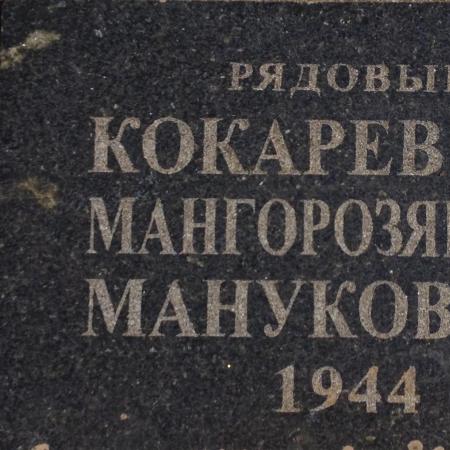 РЯДОВЫ
КОКАРЕВ
МАНГОРОЗЯ
МАНУКОВ
1944